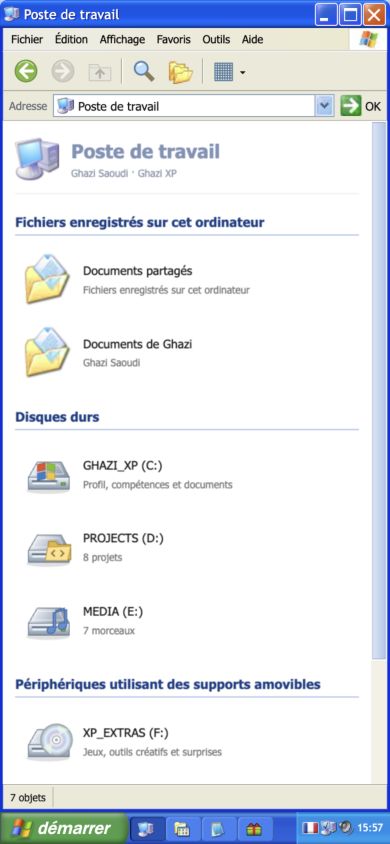 Poste de travail
Fichier Édition Affichage Favoris Outils Aide
Adresse Poste de travail OK
Poste de travail
Ghazi Saoudi · Ghazi XP
Fichiers enregistrés sur cet ordinateur
Documents partagés
Fichiers enregistrés sur cet ordinateur
Documents de Ghazi
Ghazi Saoudi
Disques durs
GHAZI_XP (C:)
Profil, compétences et documents
PROJECTS (D:)
8 projets
MEDIA (E:)
7 morceaux
Périphériques utilisant des supports amovibles
XP_EXTRAS (F:)
Jeux, outils créatifs et surprises
7 objets
démarrer 15:57